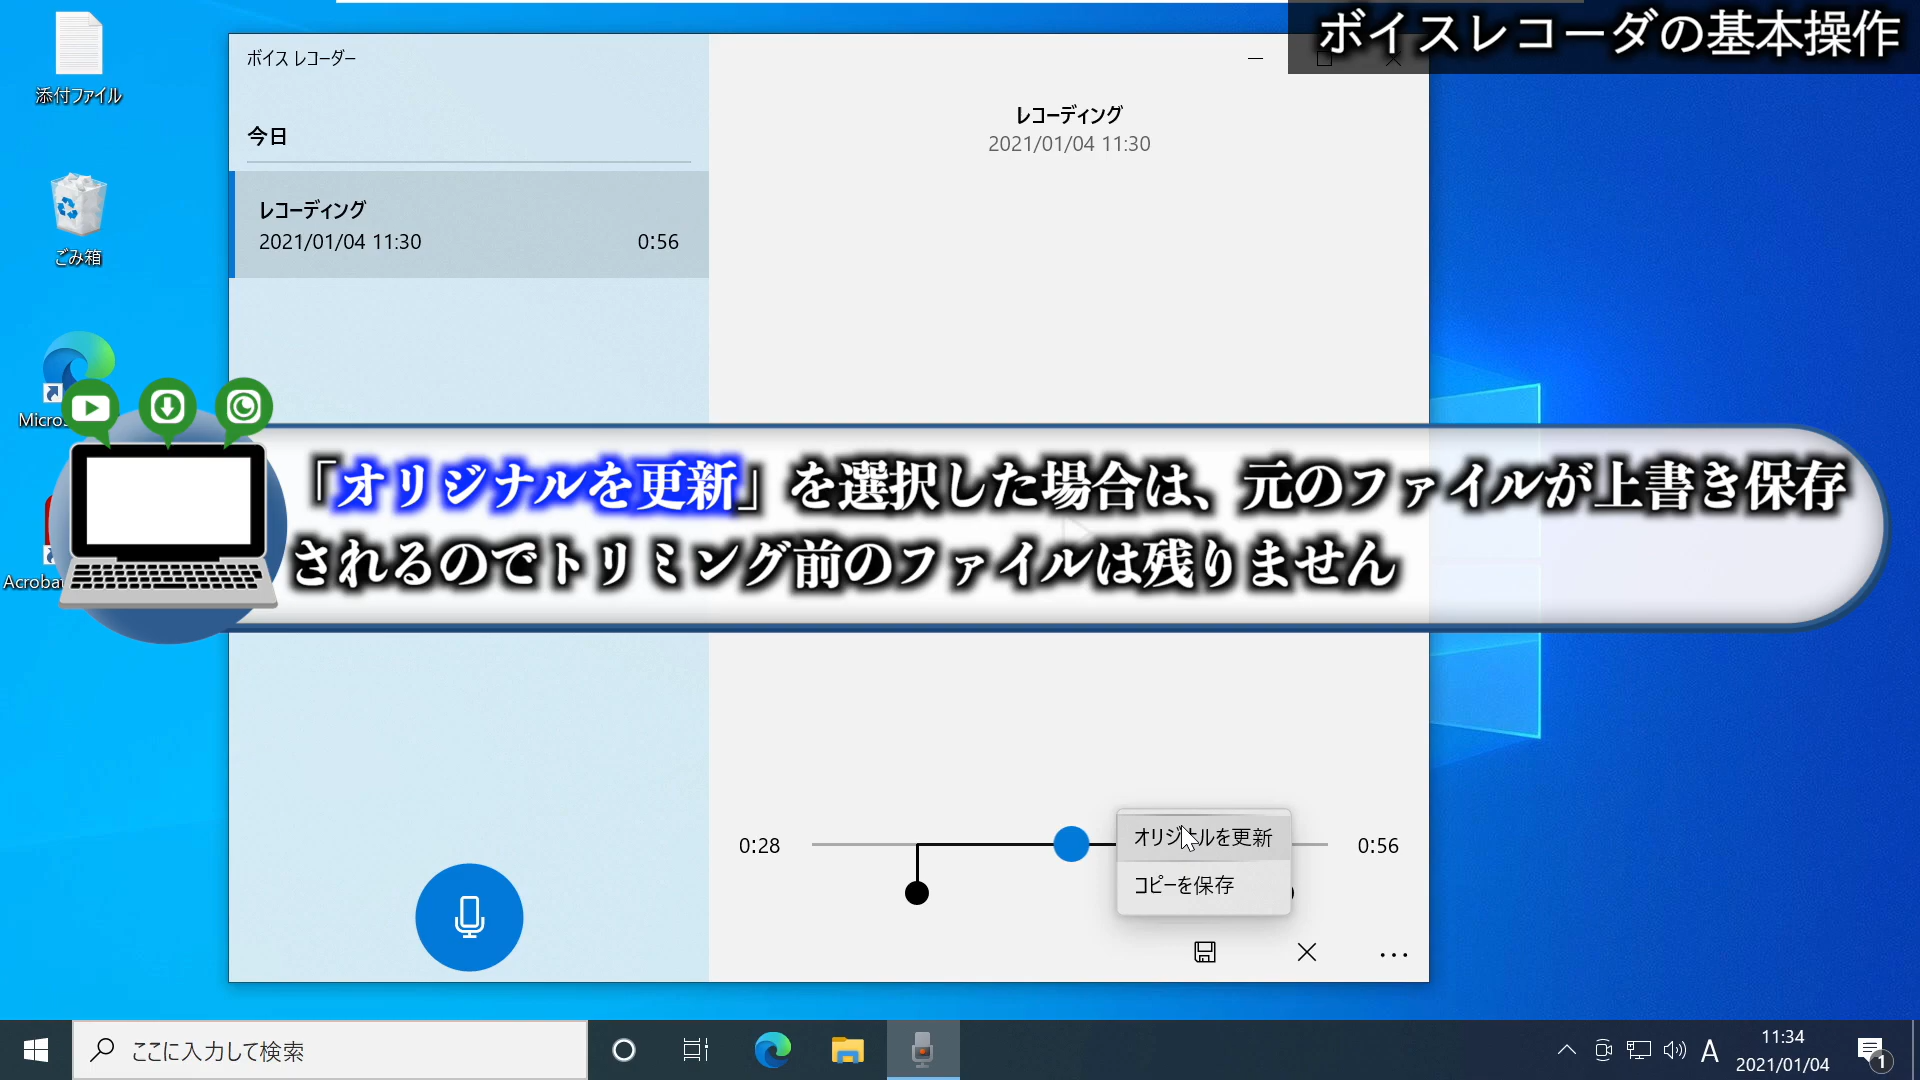 ボイスレコーダの基本操作
添付ファイル
ごみ箱
ボイス レコーダー
今日
レコーディング
2021/01/04 11:30
0:56
レコーディング
2021/01/04 11:30
「オリジナルを更新」を選択した場合は、元のファイルが上書き保存
されるのでトリミング前のファイルは残りません
0:28
0:56
オリジナルを更新
コピーを保存
ここに入力して検索
A
11:34
2021/01/04
1